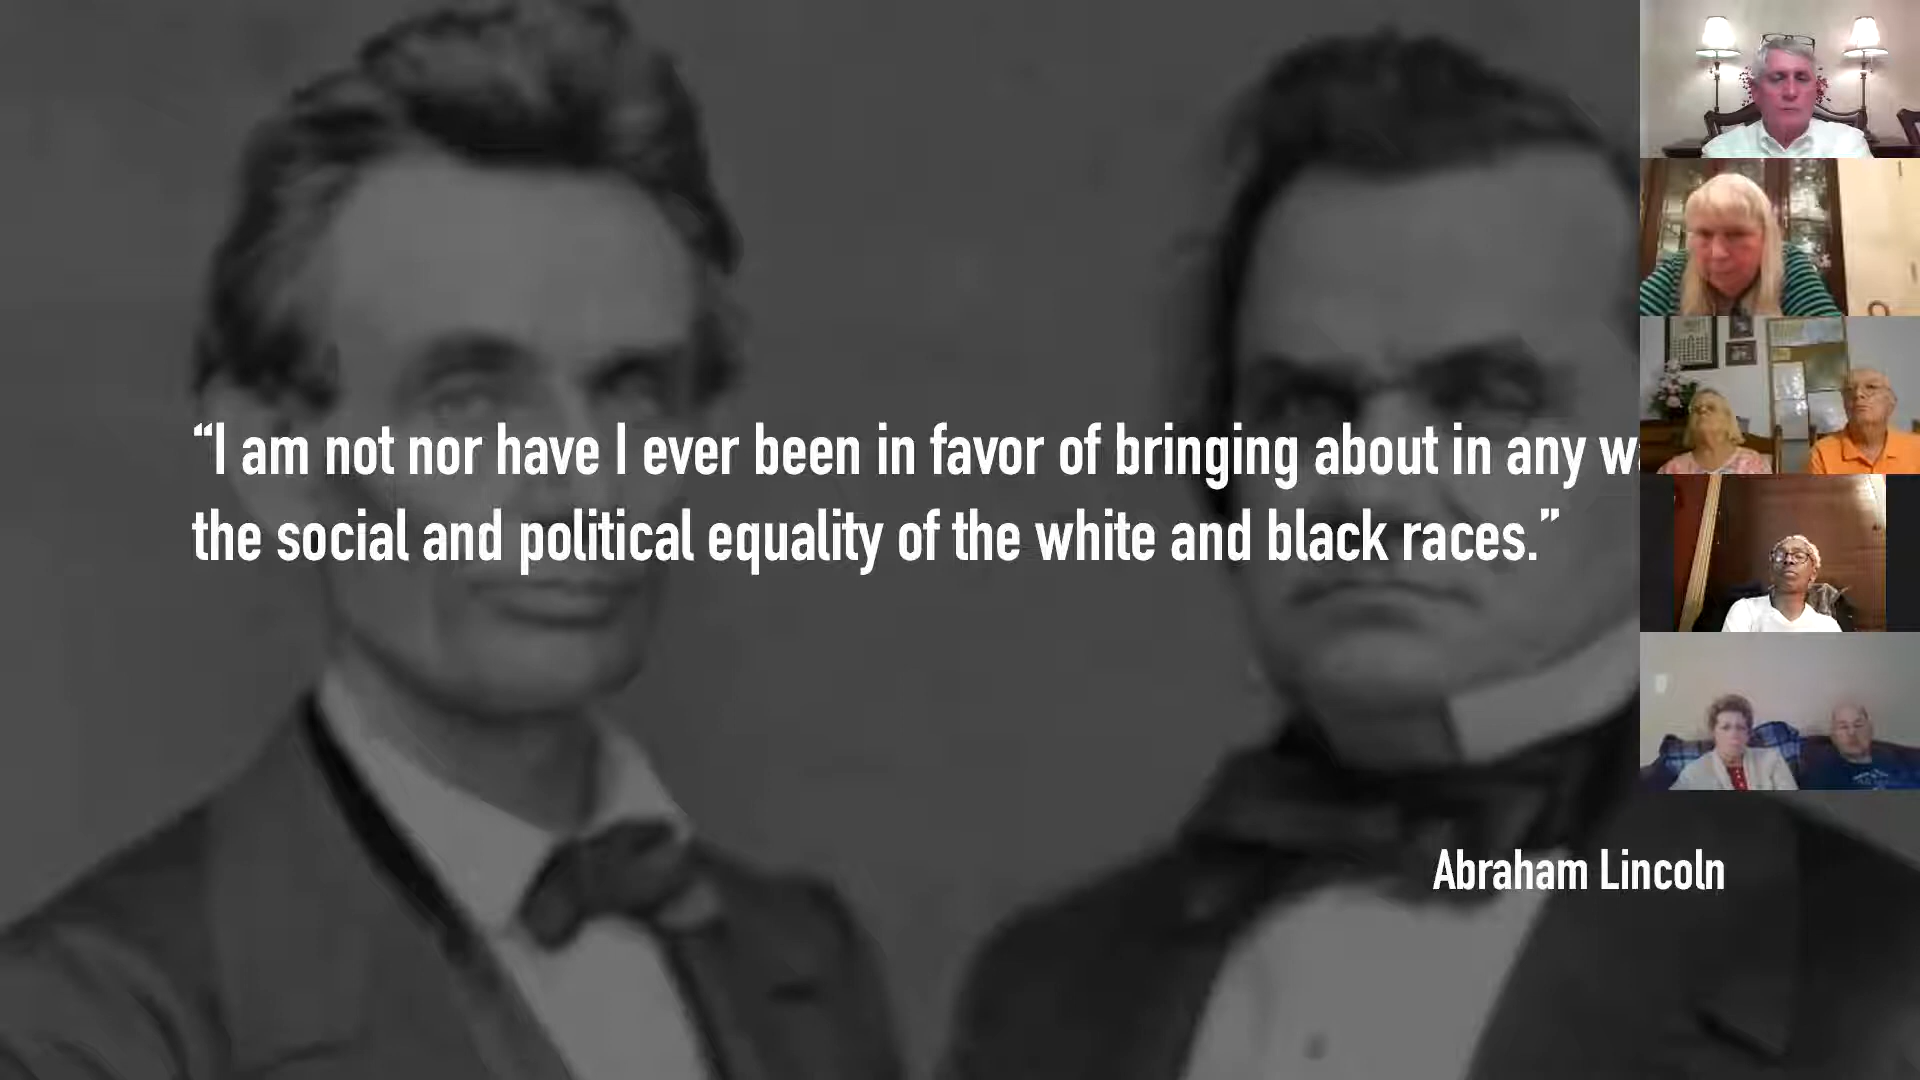 “I am not nor have I ever been in favor of bringing about in any
the social and political equality of the white and black races.”
Abraham Lincoln